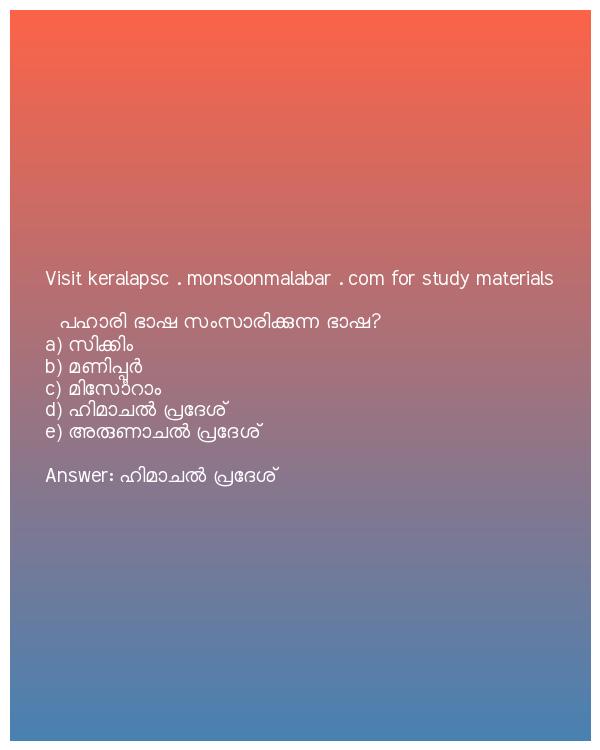 Visit keralapsc . monsoonmalabar . com for study materials
പഹാരി ഭാഷ സംസാരിക്കുന്ന ഭാഷ?
a) സിക്കിം
b) മണിപ്പൂർ
c) മിസോറാം
d) ഹിമാചൽ പ്രദേശ്
e) അരുണാചൽ പ്രദേശ്
Answer: ഹിമാചൽ പ്രദേശ്